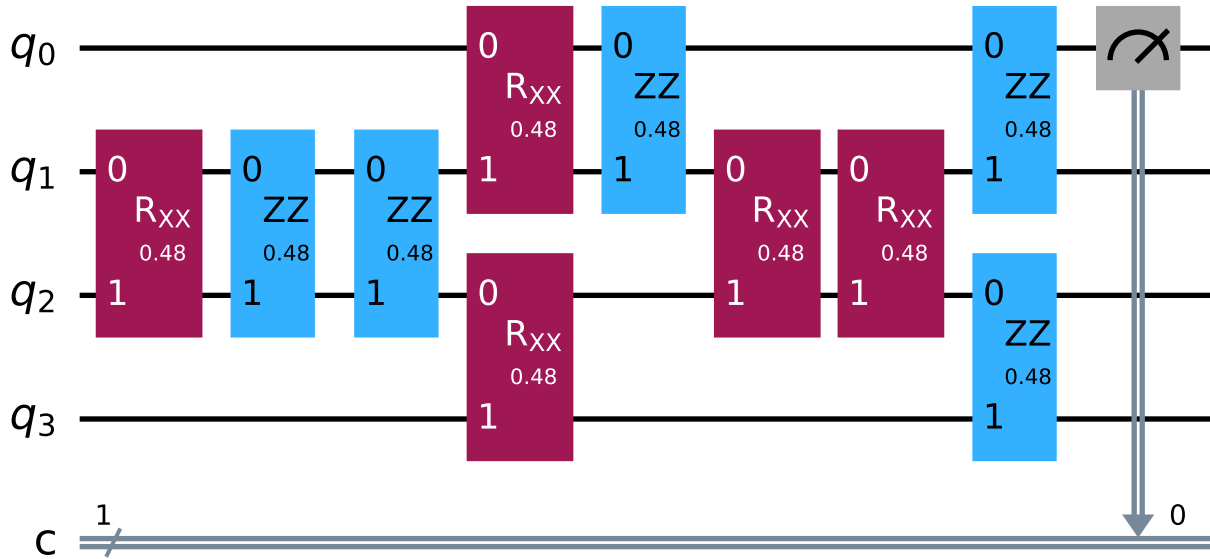 q0 0 RXX 0.48 1 0 ZZ 0.48 1 0 ZZ 0.48 1
q1 0 RXX 0.48 1 0 ZZ 0.48 1 0 ZZ 0.48 1 0 RXX 0.48 1 0 RXX 0.48 1
q2 0 RXX 0.48 1 0 ZZ 0.48 1
q3
c 1 0